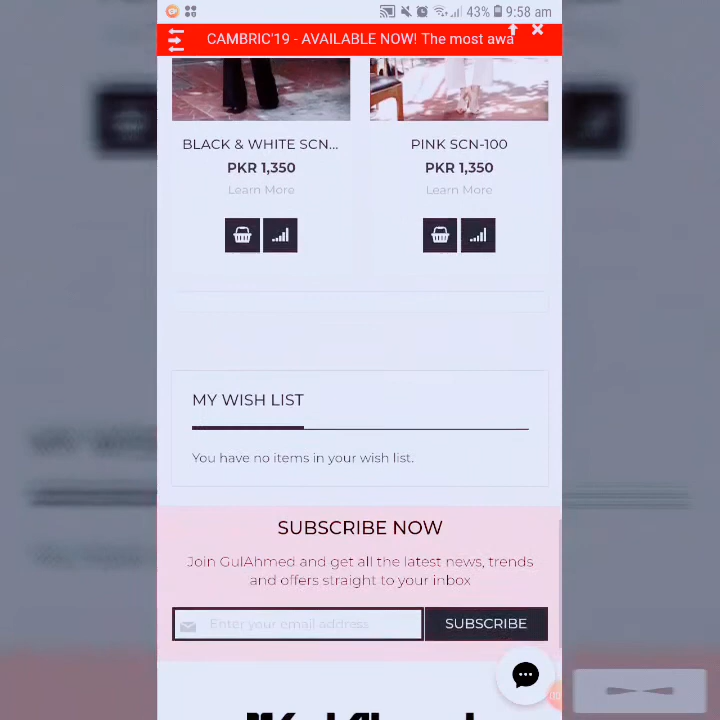 43% 9:58 am
CAMBRIC'19 - AVAILABLE NOW! The most awa
BLACK & WHITE SCN...
PKR 1,350
Learn More
PINK SCN-100
PKR 1,350
Learn More
MY WISH LIST
You have no items in your wish list.
SUBSCRIBE NOW
Join GulAhmed and get all the latest news, trends
and offers straight to your inbox
Enter your email address
SUBSCRIBE